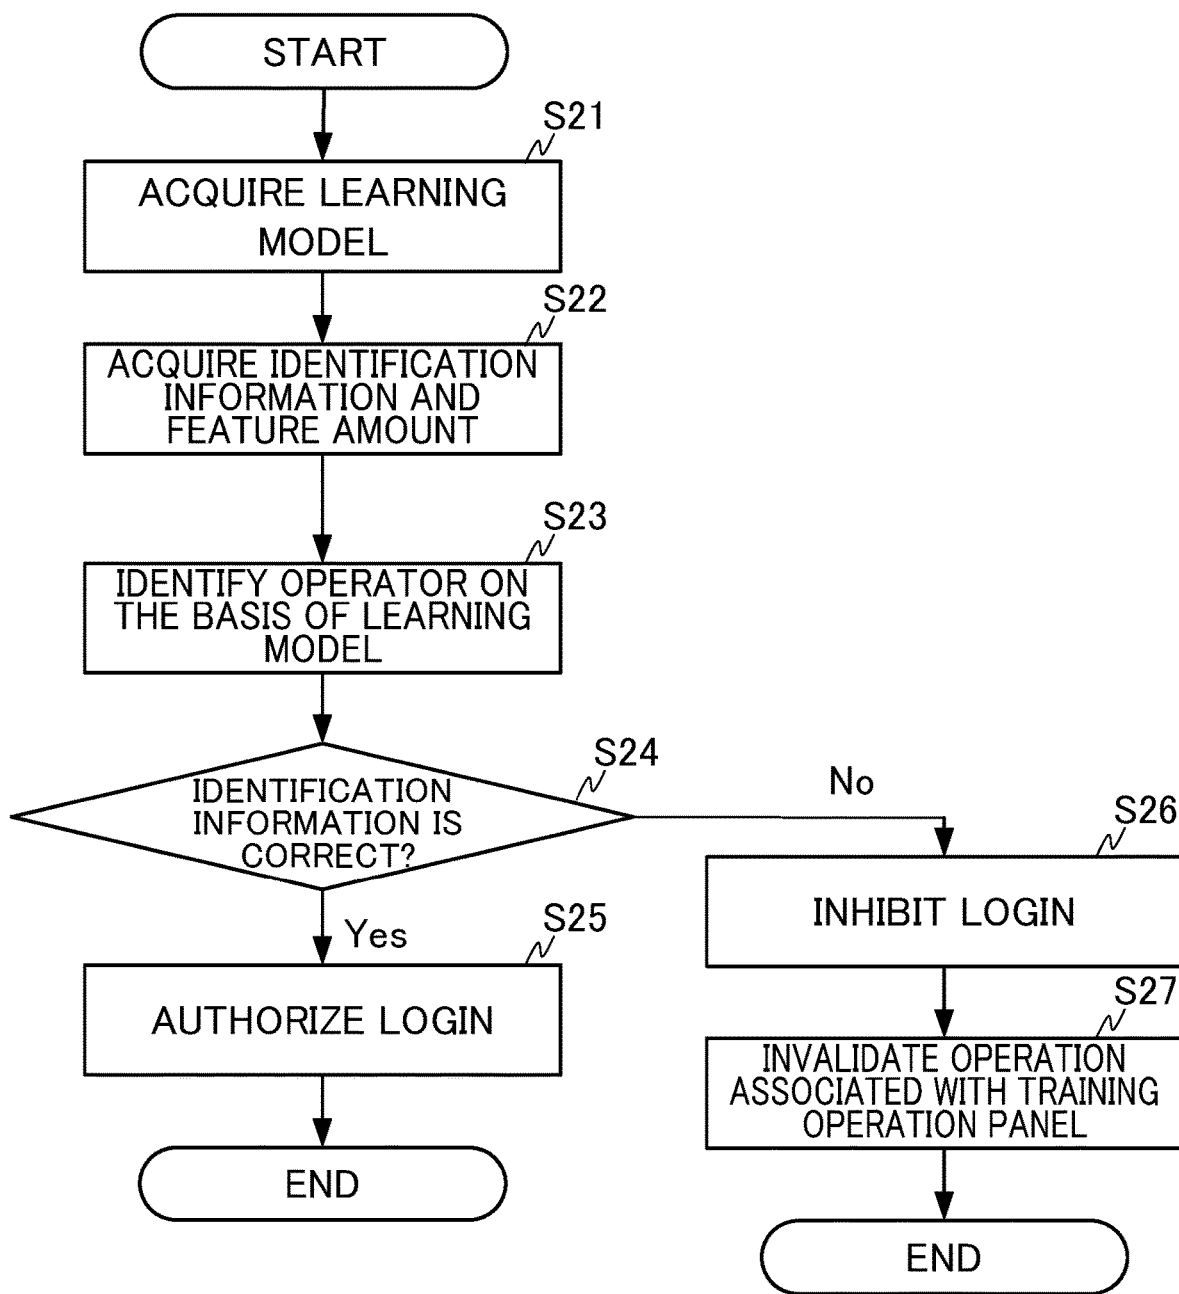 START
S21
ACQUIRE LEARNING
MODEL
S22
ACQUIRE IDENTIFICATION
INFORMATION AND
FEATURE AMOUNT
S23
IDENTIFY OPERATOR ON
THE BASIS OF LEARNING
MODEL
S24
IDENTIFICATION
INFORMATION IS
CORRECT?
No
Yes
S25
AUTHORIZE LOGIN
END
S26
INHIBIT LOGIN
S27
INVALIDATE OPERATION
ASSOCIATED WITH TRAINING
OPERATION PANEL
END